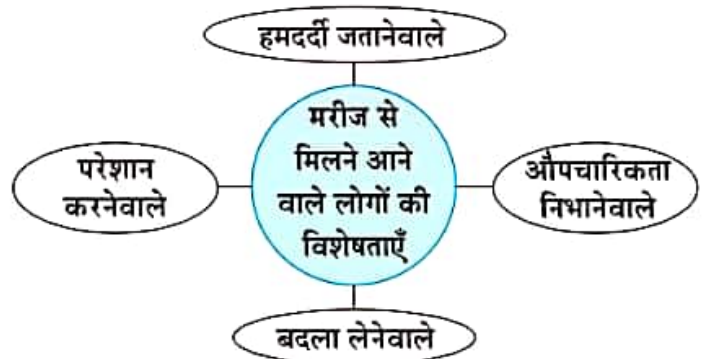 हमदर्दी जतानेवाले
मरीज से
मिलने आने
वाले लोगों की
विशेषताएँ
परेशान
करनेवाले
औपचारिकता
निभानेवाले
बदला लेनेवाले